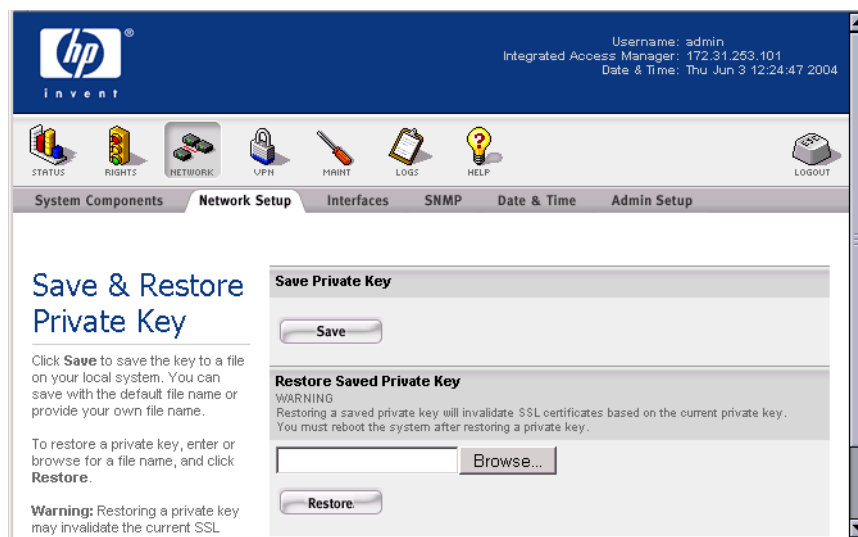 hp
®
invent
Username: admin
Integrated Access Manager: 172.31.253.101
Date & Time: Thu Jun 3 12:24:47 2004
STATUS RIGHTS NETWORK VPN MAINT LOGS HELP LOGOUT
System Components Network Setup Interfaces SNMP Date & Time Admin Setup
Save & Restore
Private Key
Click Save to save the key to a file
on your local system. You can
save with the default file name or
provide your own file name.
To restore a private key, enter or
browse for a file name, and click
Restore.
Warning: Restoring a private key
may invalidate the current SSL
Save Private Key
Save
Restore Saved Private Key
WARNING
Restoring a saved private key will invalidate SSL certificates based on the current private key.
You must reboot the system after restoring a private key.
Browse...
Restore.